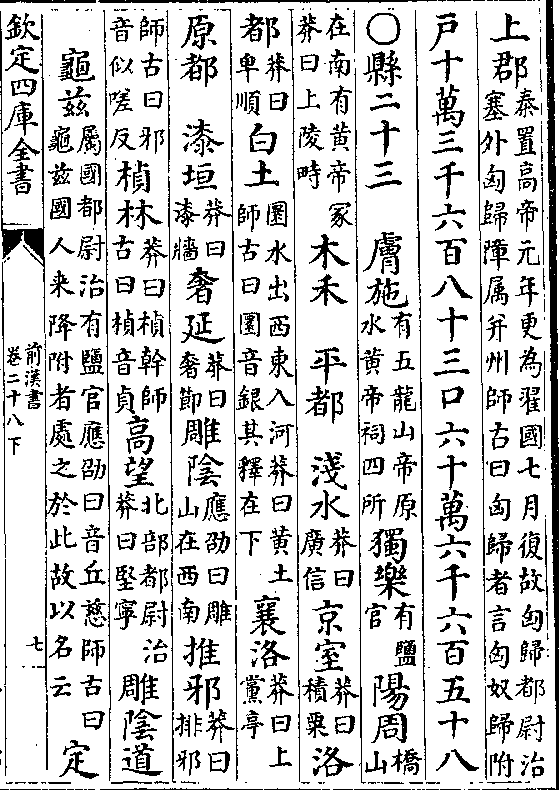 上郡秦置高帝元年更為翟國七月復故匈歸都尉治塞外匈歸障属并州師古曰匈歸者言匈奴歸附
戸十萬三千六百八十三口六十萬六千六百五十八
〇縣二十三　膚施有五龍山帝原水黄帝祠四所獨樂有鹽官陽周橋山
在南有黄帝冢莽曰上陵畤木禾　平都　淺水莽曰廣信京室莽曰積粟洛
都莽曰卑順白土圜水出西東入河莽曰黄土師古曰圜音銀其釋在下襄洛莽曰上黨亭
原都　漆垣莽曰漆牆奢延莽曰奢節雕陰應劭曰雕山在西南推邪莽曰排邪
師古曰邪音似嗟反楨林莽曰楨幹師古曰楨音貞高望北部都尉治莽曰堅寧雕陰道
龜兹屬國都尉治有鹽官應劭曰音丘慈師古曰龜兹國人来降附者處之於此故以名云定
欽定四庫全書
前漢書
卷二十八下
七